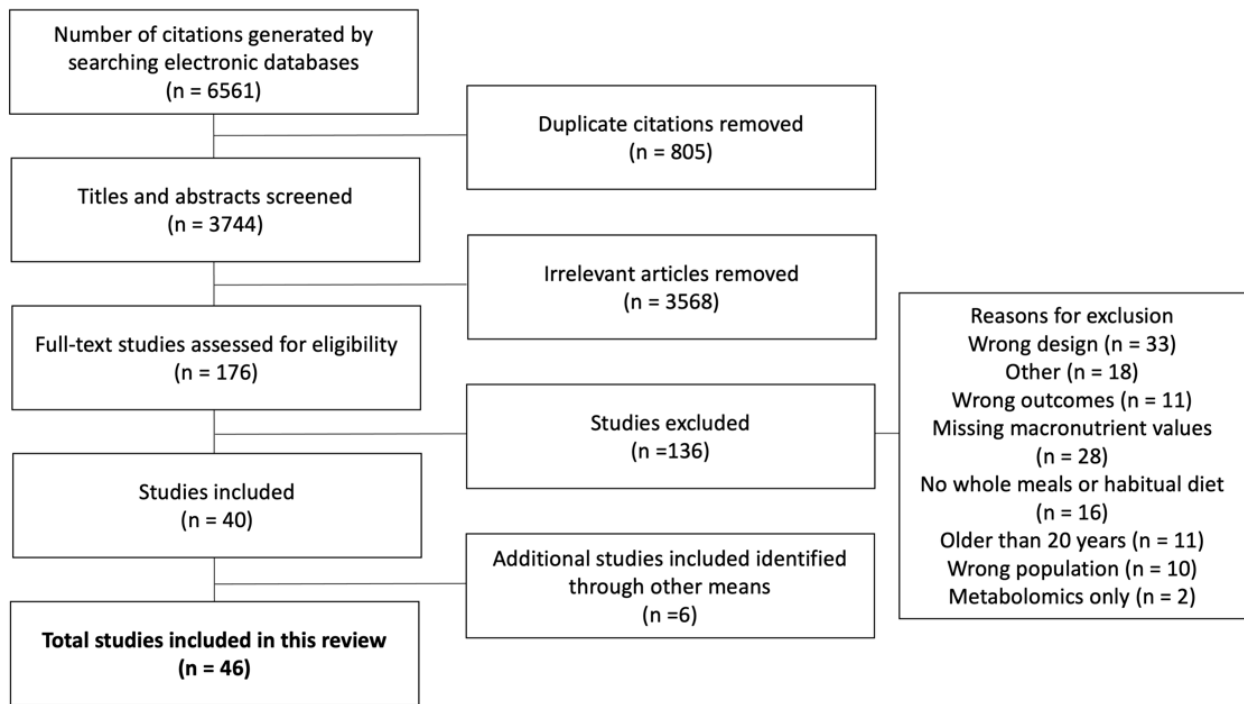 Number of citations generated by
searching electronic databases
(n = 6561)
Duplicate citations removed
(n = 805)
Titles and abstracts screened
(n = 3744)
Irrelevant articles removed
(n = 3568)
Full-text studies assessed for eligibility
(n = 176)
Studies excluded
(n =136)
Reasons for exclusion
Wrong design (n = 33)
Other (n = 18)
Wrong outcomes (n = 11)
Missing macronutrient values
(n = 28)
No whole meals or habitual diet
(n = 16)
Older than 20 years (n = 11)
Wrong population (n = 10)
Metabolomics only (n = 2)
Studies included
(n = 40)
Additional studies included identified
through other means
(n =6)
Total studies included in this review
(n = 46)